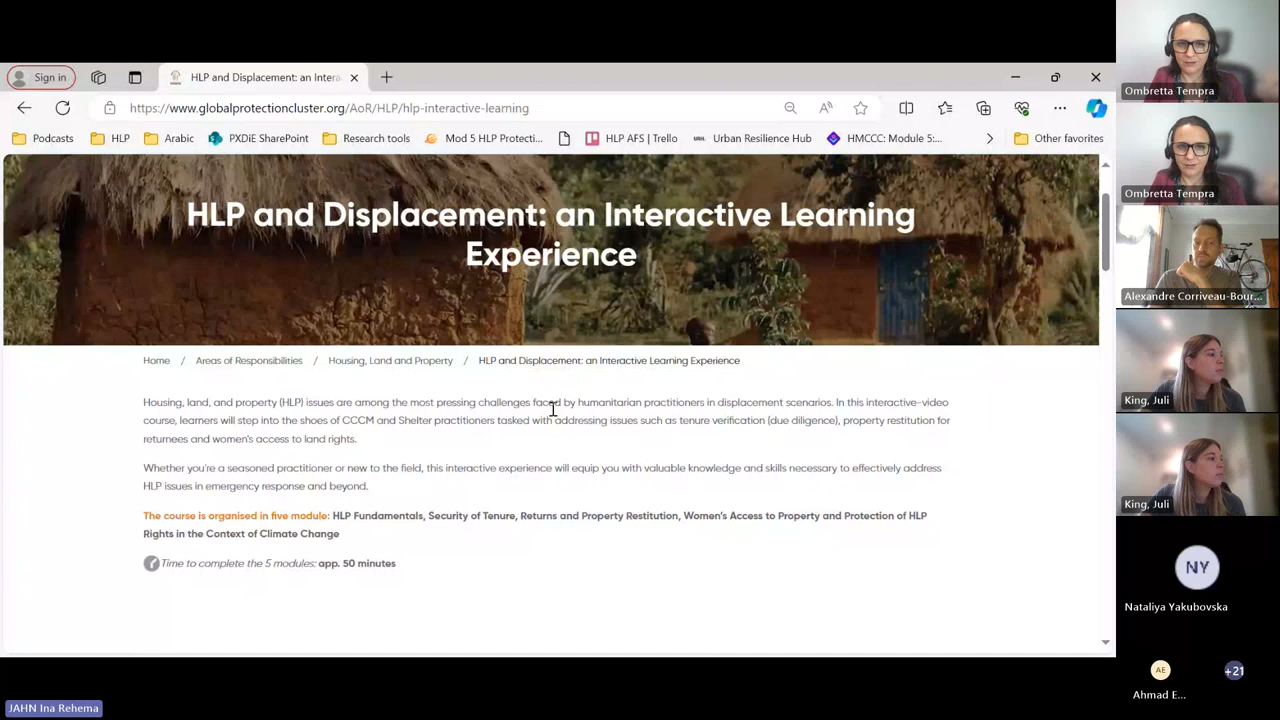 Sign in
HLP and Displacement: an Intera
https://www.globalprotectioncluster.org/AoR/HLP/hlp-interactive-learning
Podcasts
HLP
Arabic
PXDiE SharePoint
Research tools
Mod 5 HLP Protecti...
HLP AFS | Trello
Urban Resilience Hub
HMCCC: Module 5:...
Other favorites
HLP and Displacement: an Interactive Learning
Experience
Home / Areas of Responsibilities / Housing, Land and Property / HLP and Displacement: an Interactive Learning Experience
Housing, land, and property (HLP) issues are among the most pressing challenges faced by humanitarian practitioners in displacement scenarios. In this interactive-video
course, learners will step into the shoes of CCCM and Shelter practitioners tasked with addressing issues such as tenure verification (due diligence), property restitution for
returnees and women's access to land rights.
Whether you're a seasoned practitioner or new to the field, this interactive experience will equip you with valuable knowledge and skills necessary to effectively address
HLP issues in emergency response and beyond.
The course is organised in five module: HLP Fundamentals, Security of Tenure, Returns and Property Restitution, Women's Access to Property and Protection of HLP
Rights in the Context of Climate Change
Time to complete the 5 modules: app. 50 minutes
Ombretta Tempra
Ombretta Tempra
Alexandre Corriveau-Bour...
King, Juli
King, Juli
NY
Nataliya Yakubovska
AE
+21
Ahmad E...
JAHN Ina Rehema